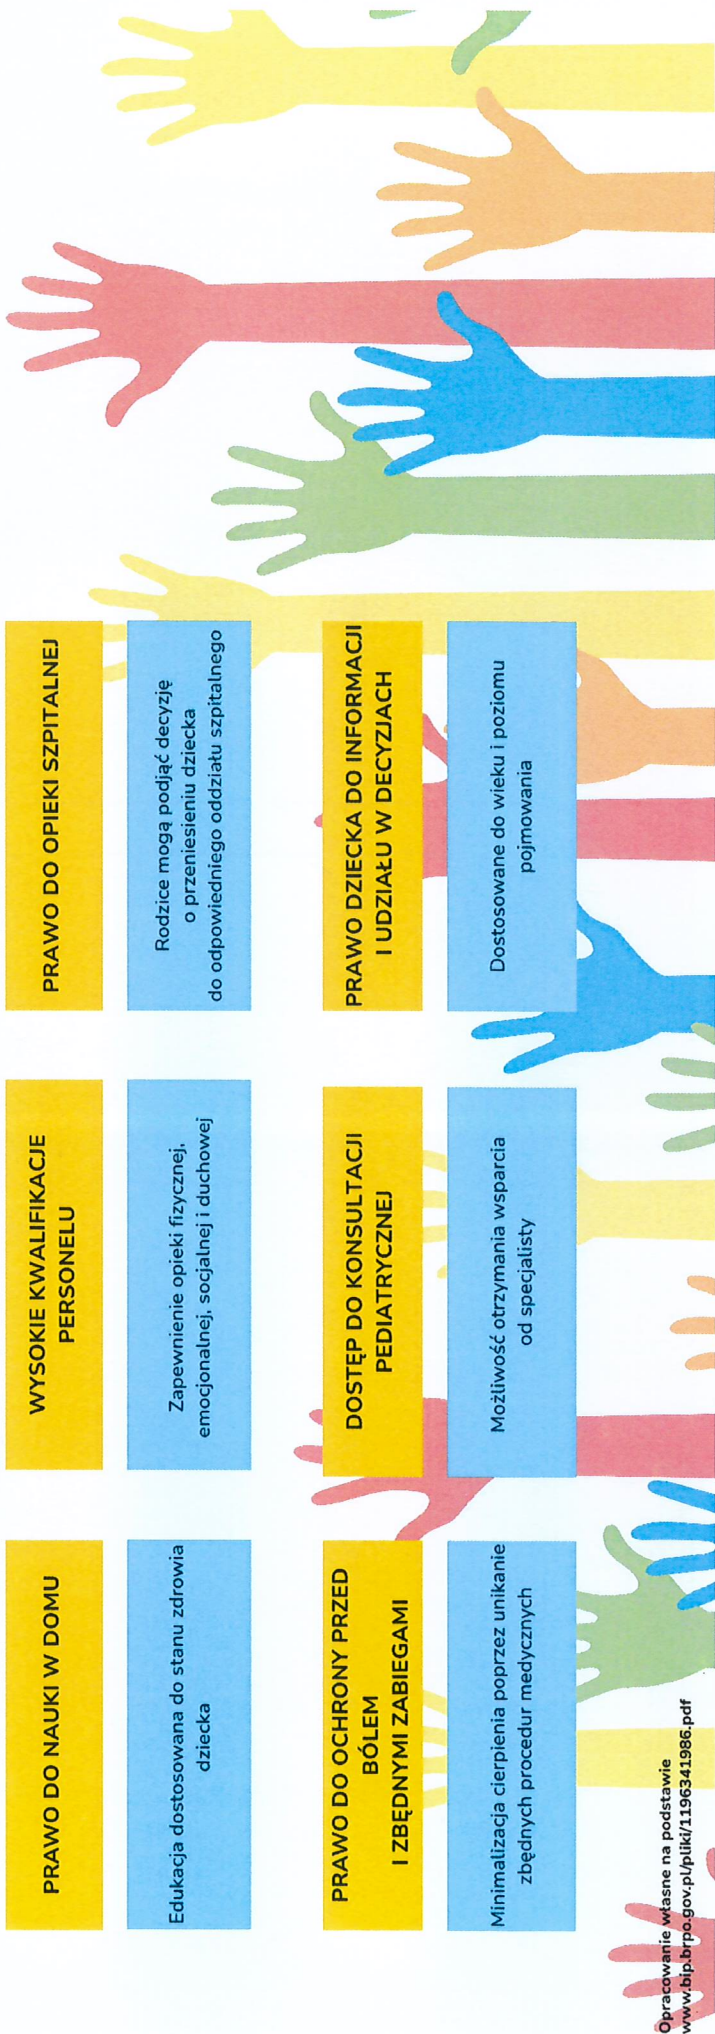 PRAWO DO NAUKI W DOMU
Edukacja dostosowana do stanu zdrowia
dziecka
WYSOKIE KWALIFIKACJE
PERSONELU
Zapewnienie opieki fizycznej,
emocjonalnej, socjalnej i duchowej
PRAWO DO OPIEKI SZPITALNEJ
Rodzice mogą podjąć decyzję
o przeniesieniu dziecka
do odpowiedniego oddziału szpitalnego
PRAWO DO OCHRONY PRZED
BÓLEM
I ZBĘDNYMI ZABIEGAMI
Minimalizacja cierpienia poprzez unikanie
zbędnych procedur medycznych
DOSTĘP DO KONSULTACJI
PEDIATRYCZNEJ
Możliwość otrzymania wsparcia
od specjalisty
PRAWO DZIECKA DO INFORMACJI
I UDZIAŁU W DECYZJACH
Dostosowane do wieku i poziomu
pojmowania
Opracowanie własne na podstawie
www.bip.brpo.gov.pl/pliki/1196341986.pdf